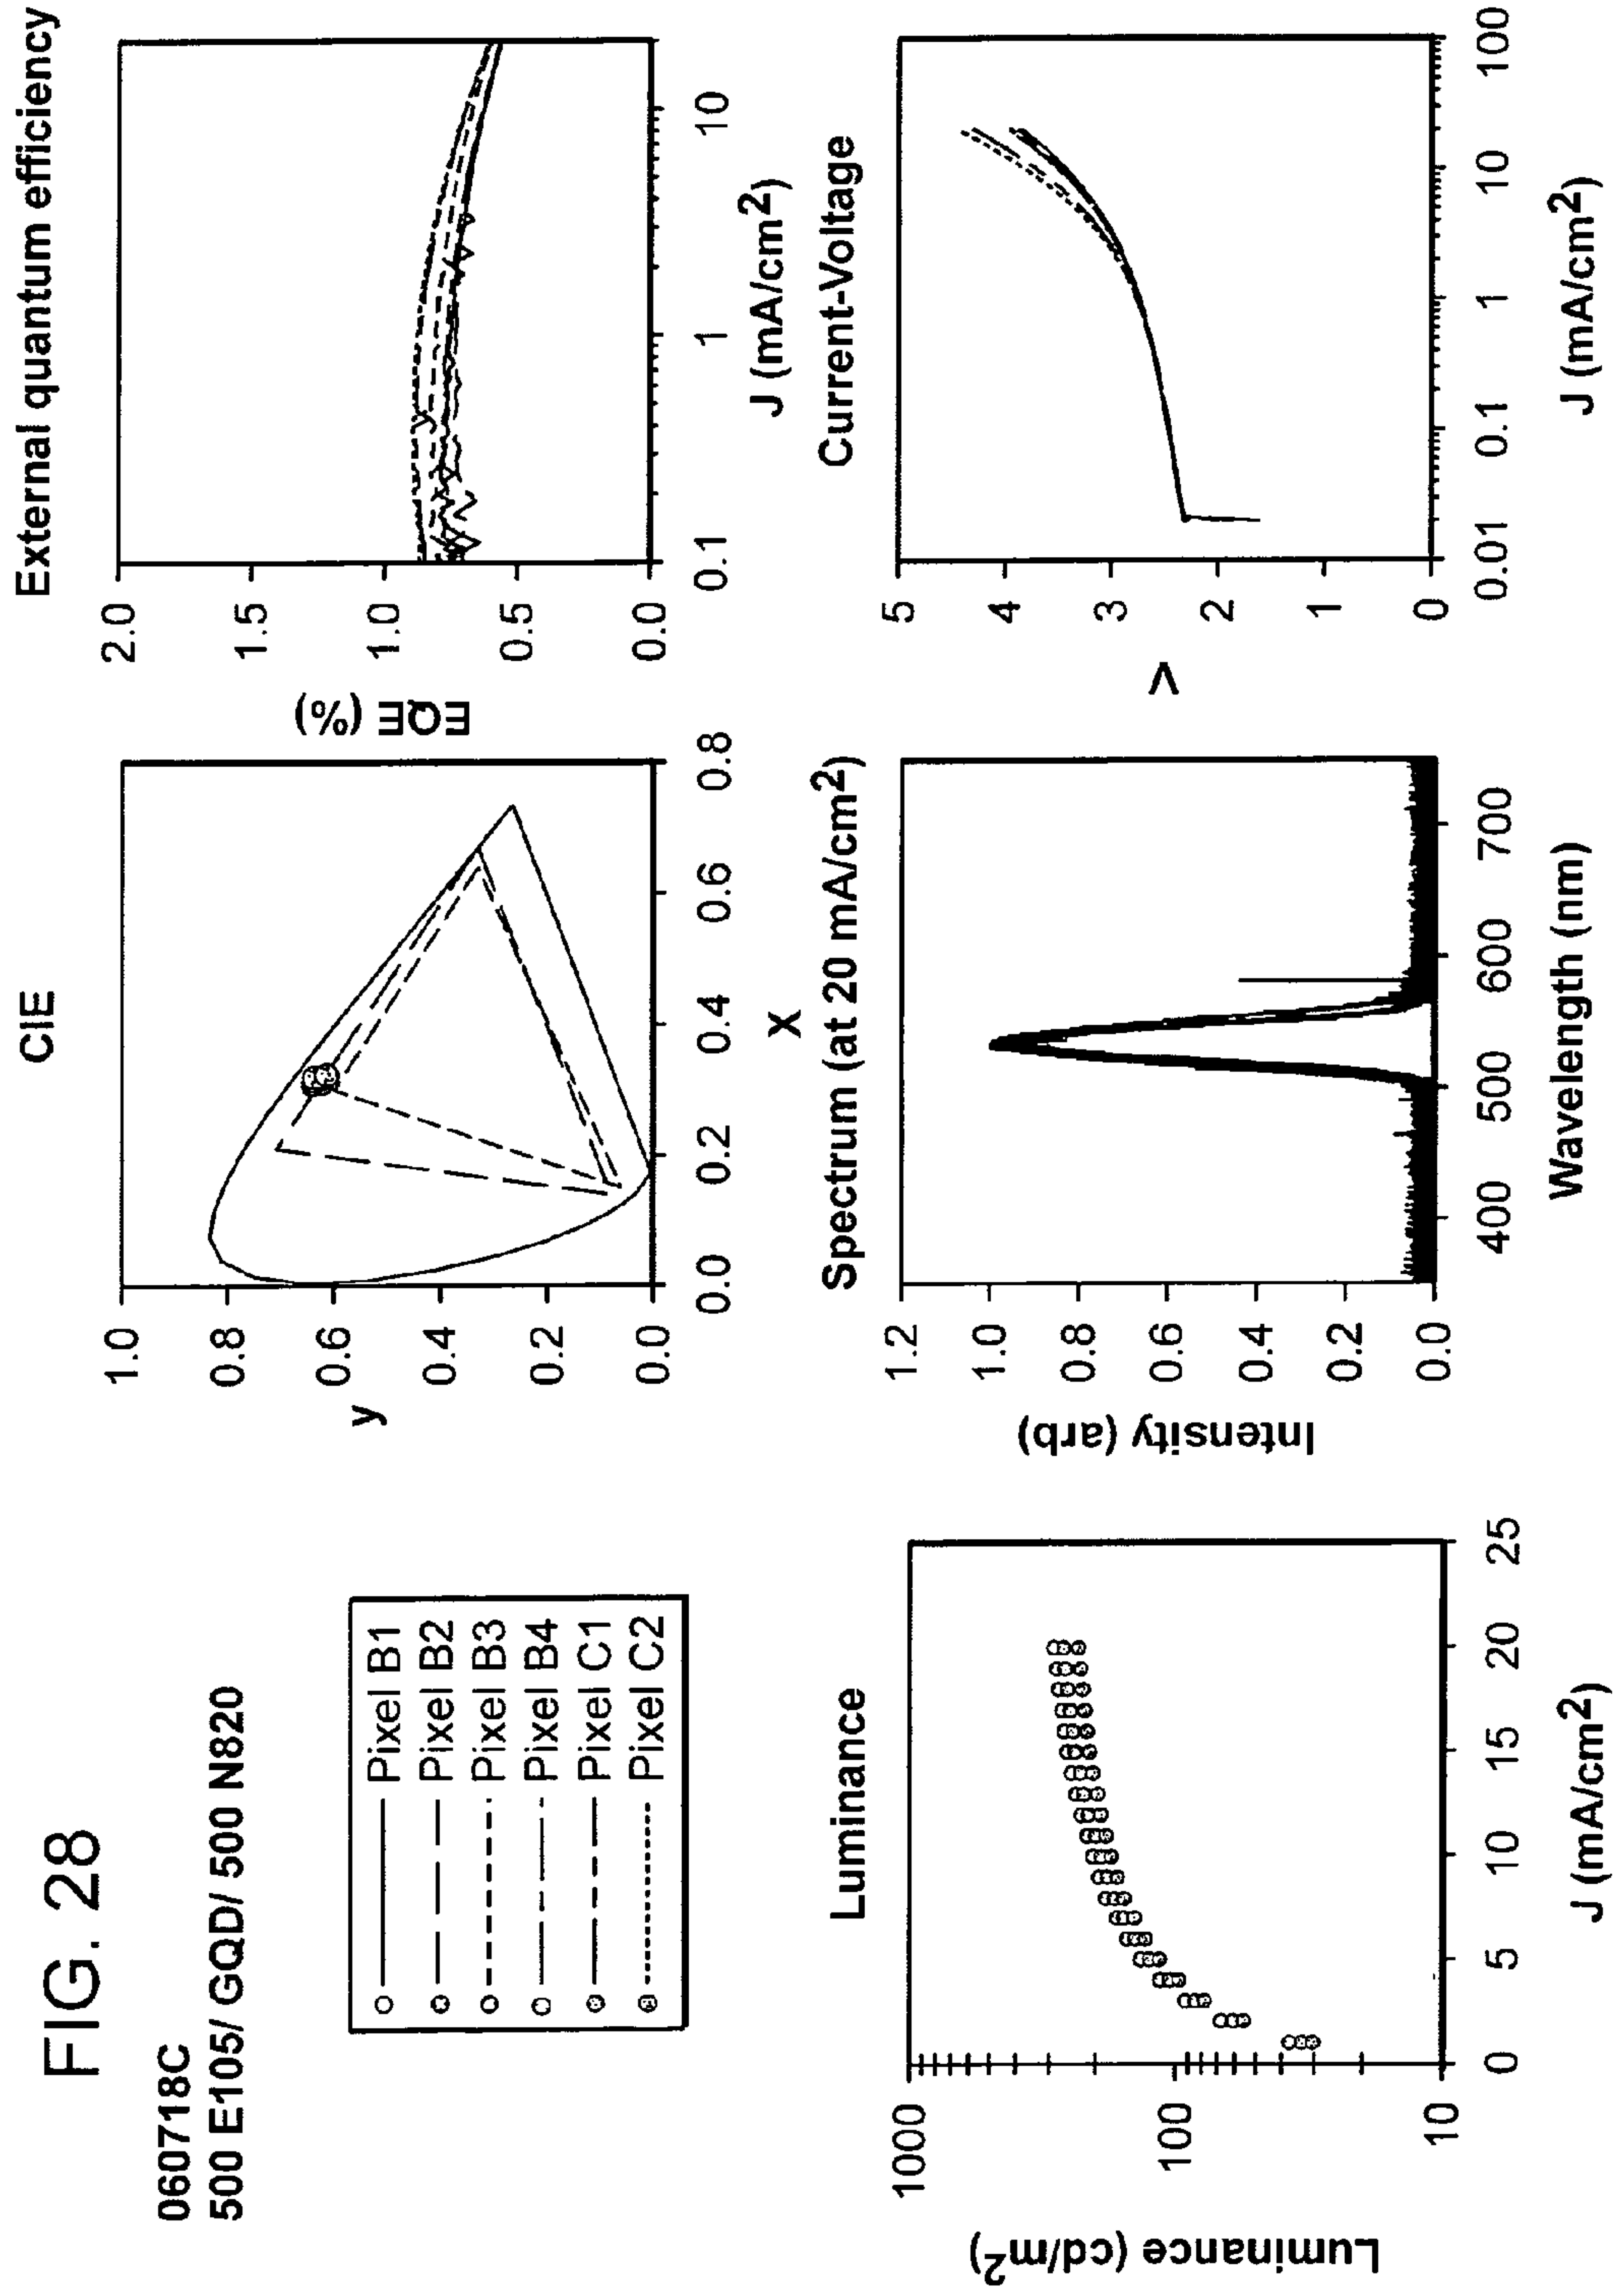 FIG. 28
060718C
500 E105/ GQD/ 500 N820
Pixel B1
Pixel B2
Pixel B3
Pixel B4
Pixel C1
Pixel C2
CIE
y
1.0
0.8
0.6
0.4
0.2
0.0
0.0 0.2 0.4 0.6 0.8
X
External quantum efficiency
EQE (%)
2.0
1.5
1.0
0.5
0.0
0.1 1 10
J (mA/cm²)
Luminance
Luminance (cd/m²)
1000
100
10
0 5 10 15 20 25
J (mA/cm²)
Spectrum (at 20 mA/cm²)
Intensity (arb)
1.2
1.0
0.8
0.6
0.4
0.2
0.0
400 500 600 700
Wavelength (nm)
Current-Voltage
V
5
4
3
2
1
0
0.01 0.1 1 10 100
J (mA/cm²)